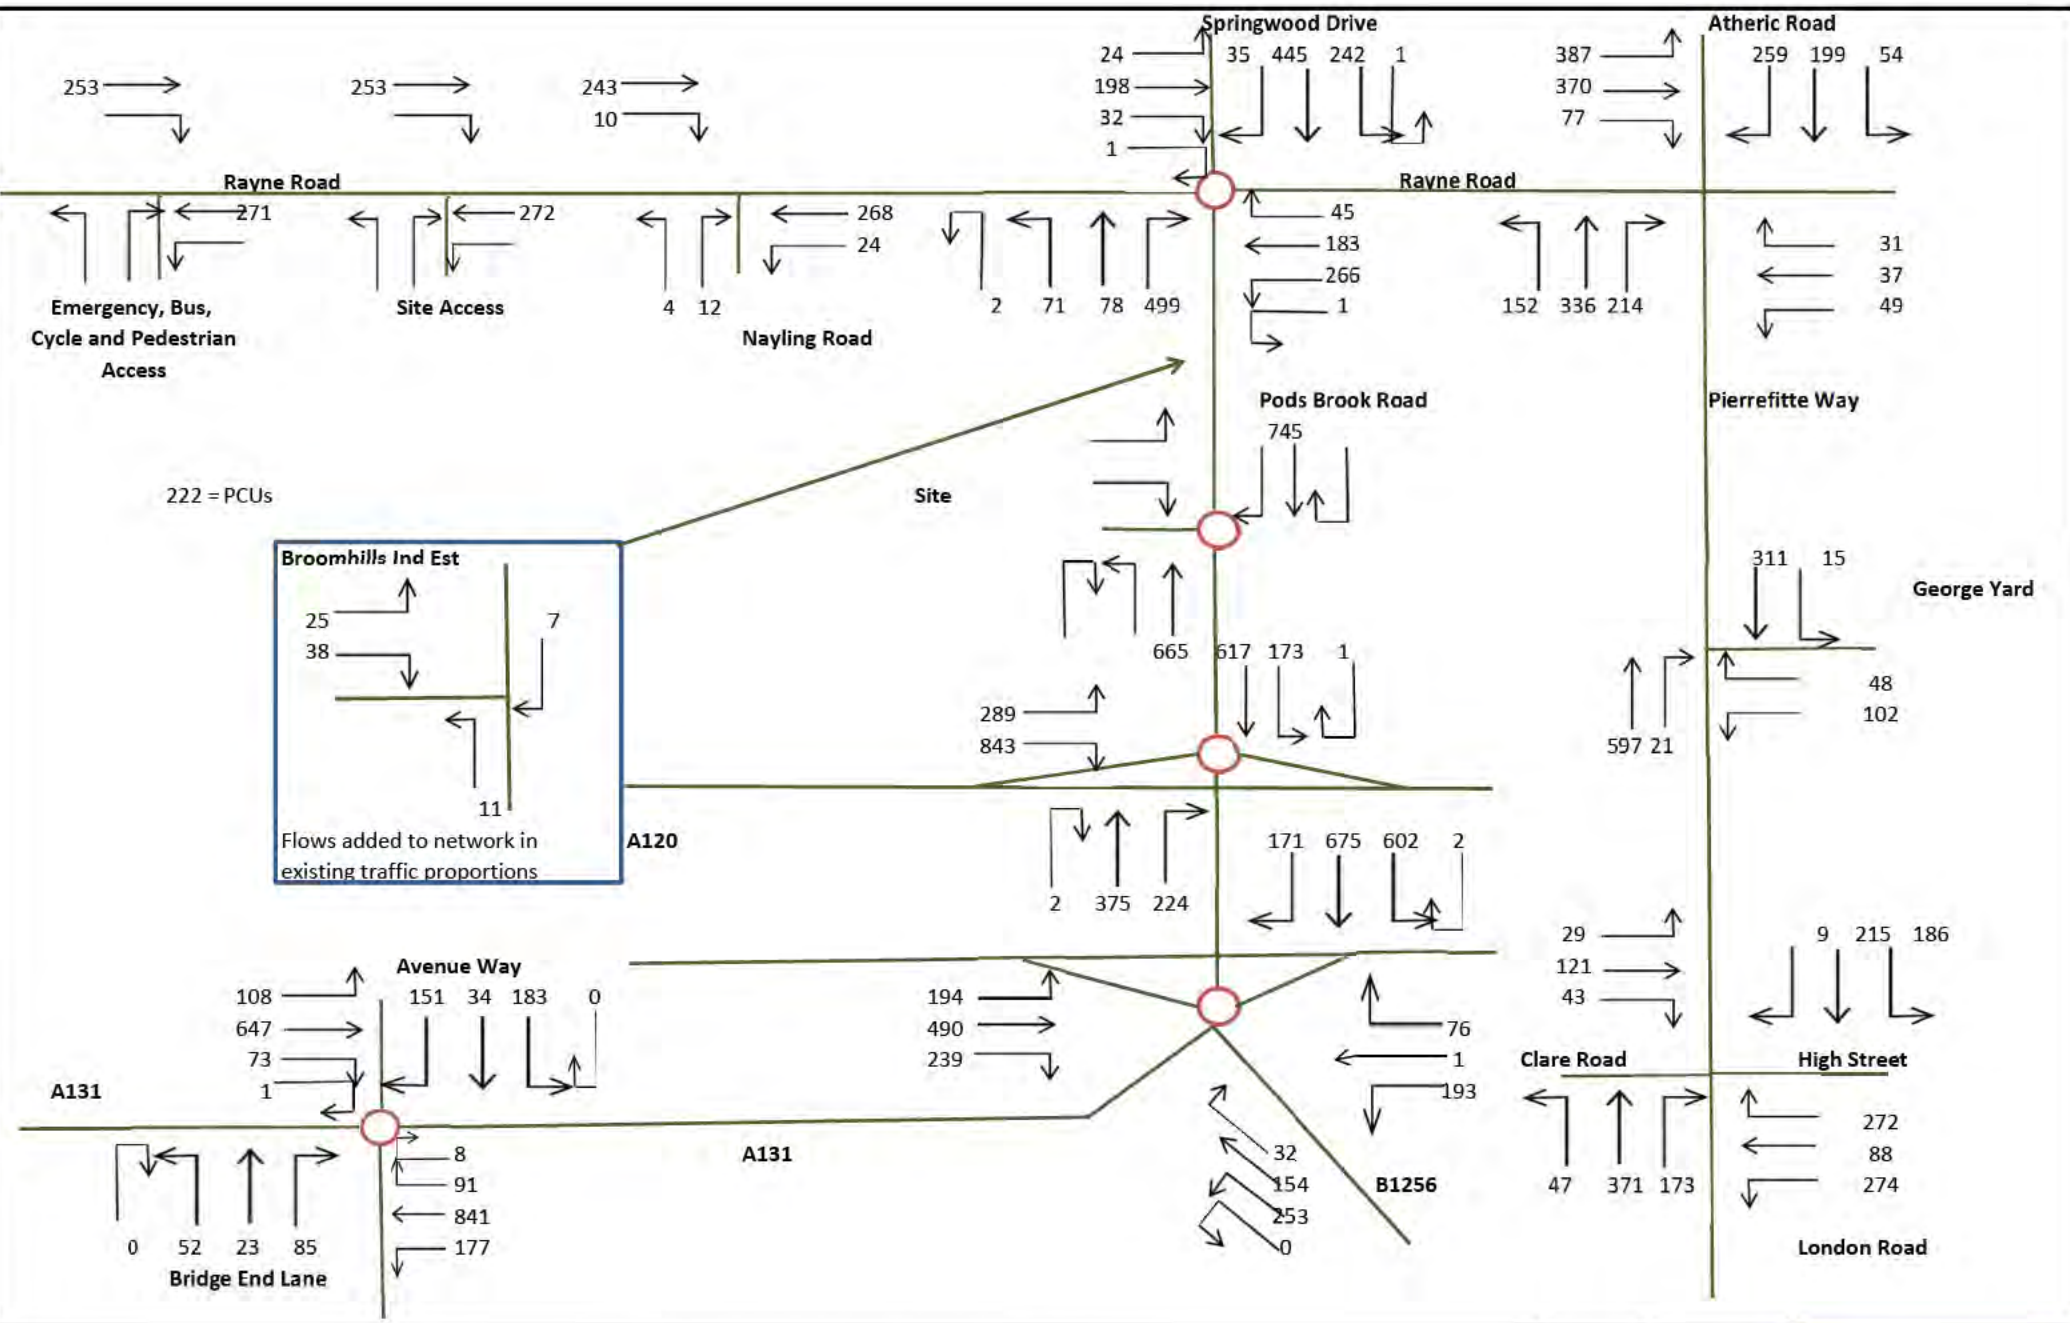 Springwood Drive
Atheric Road
24 35 445 242 1
387 259 199 54
253 253 243
198
370
32
10
77
1
Rayne Road
Rayne Road
271 272 268
45
24
183
31
266
37
4 12 2 71 78 499 1
152 336 214 49
Emergency, Bus,
Cycle and Pedestrian
Access
Site Access
Nayling Road
Pods Brook Road
Pierrefitte Way
745
222 = PCUs
Site
Broomhills Ind Est
25
7
38
11
Flows added to network in
existing traffic proportions
311 15
George Yard
665 617 173 1
48
289
102
843
597 21
A120
171 675 602 2
2 375 224
29 9 215 186
121
43
Avenue Way
108 151 34 183 0
647
73
1
194
490
239
76
1
193
Clare Road
High Street
A131
A131
8
91
841
177
0 52 23 85
Bridge End Lane
32
154
253
0
B1256
272
88
47 371 173 274
London Road